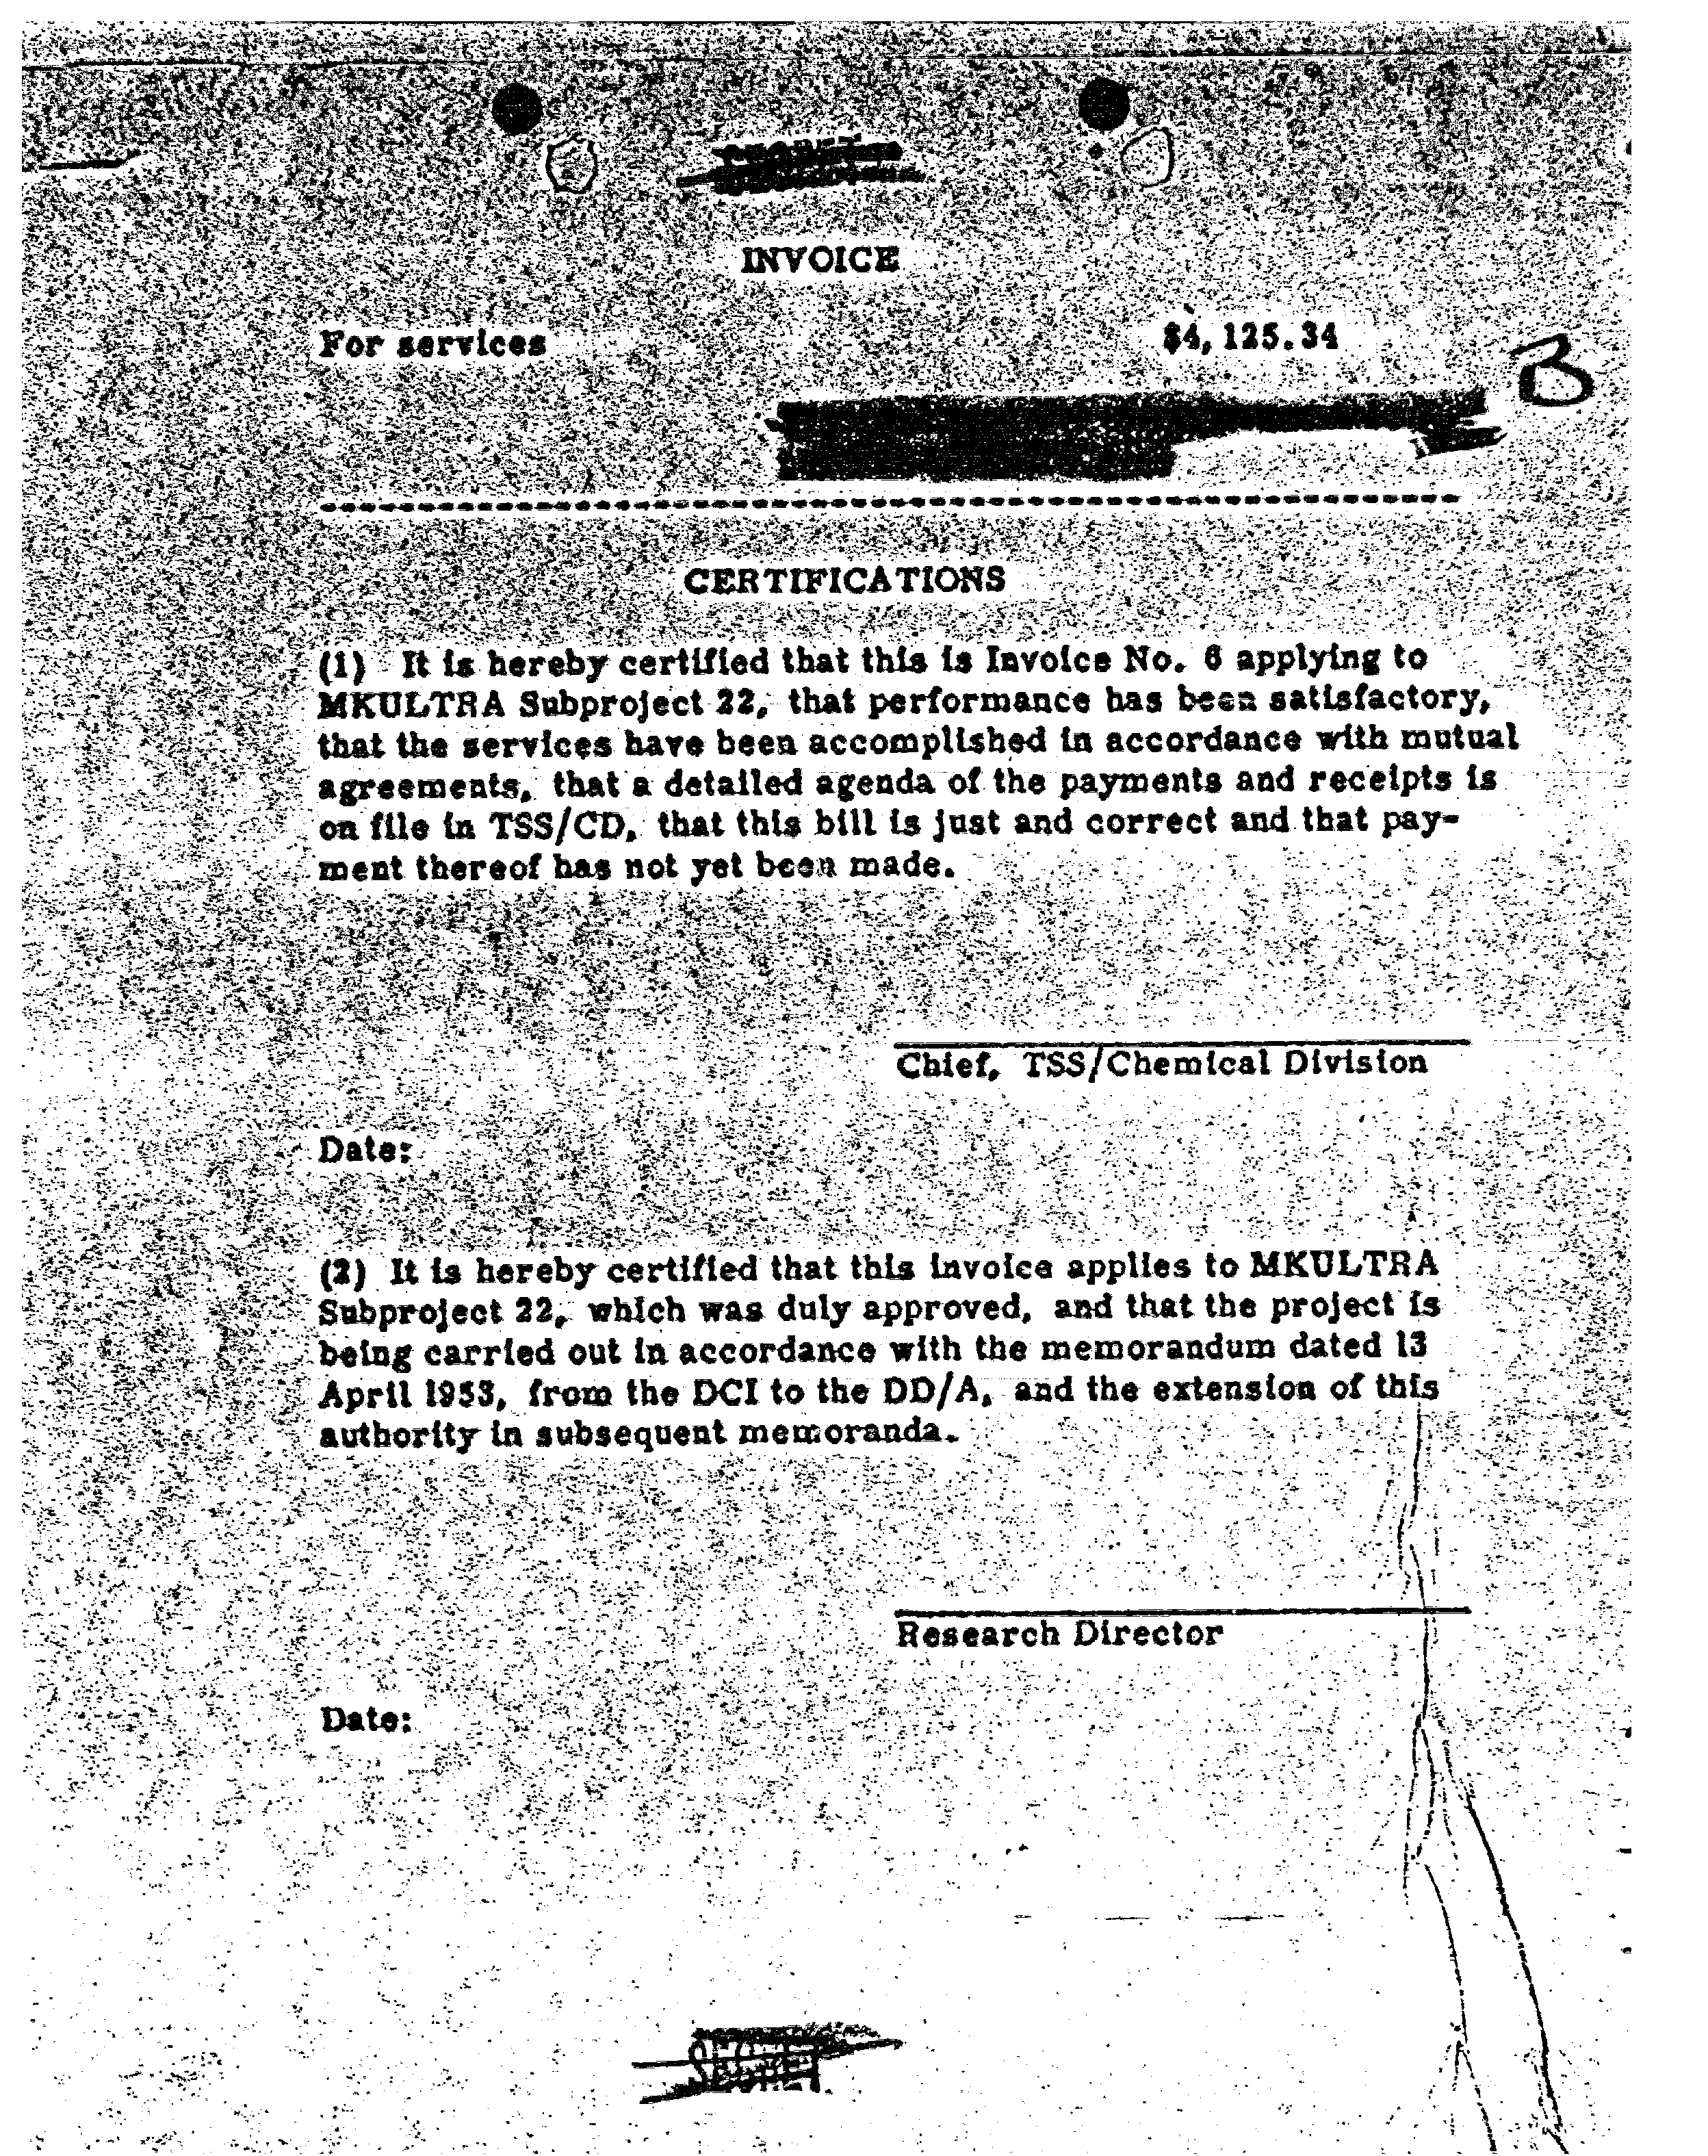 INVOICE
For services $4,125.34
B
CERTIFICATIONS
(1) It is hereby certified that this is Invoice No. 6 applying to
MKULTRA Subproject 22, that performance has been satisfactory,
that the services have been accomplished in accordance with mutual
agreements, that a detailed agenda of the payments and receipts is
on file in TSS/CD, that this bill is just and correct and that pay-
ment thereof has not yet been made.
Chief, TSS/Chemical Division
Date:
(2) It is hereby certified that this invoice applies to MKULTRA
Subproject 22, which was duly approved, and that the project is
being carried out in accordance with the memorandum dated 13
April 1953, from the DCI to the DD/A, and the extension of this
authority in subsequent memoranda.
Research Director
Date:
SECRET